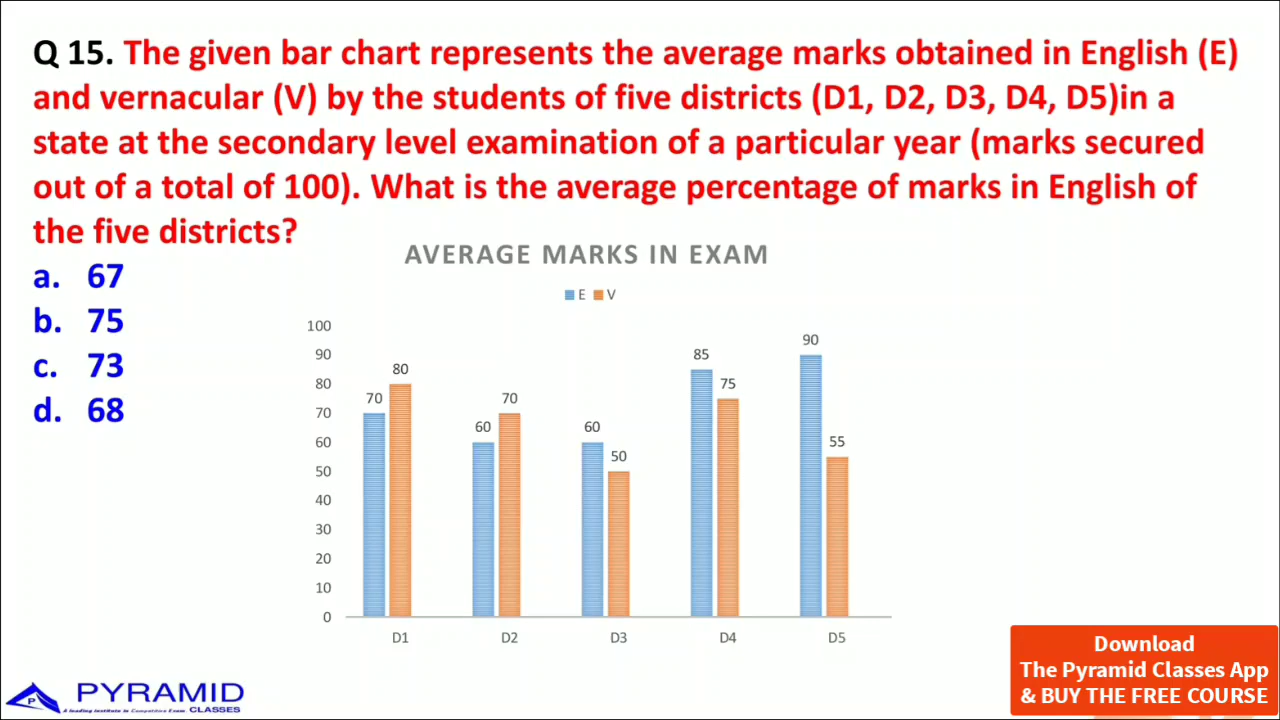 Q 15. The given bar chart represents the average marks obtained in English (E)
and vernacular (V) by the students of five districts (D1, D2, D3, D4, D5)in a
state at the secondary level examination of a particular year (marks secured
out of a total of 100). What is the average percentage of marks in English of
the five districts?
a. 67
b. 75
c. 73
d. 68
AVERAGE MARKS IN EXAM
E V
100
90
80
70
60
50
40
30
20
10
0
70 80
60 70
60 50
85 75
90 55
D1 D2 D3 D4 D5
PYRAMID
A leading institute in Competitive Exam CLASSES
Download
The Pyramid Classes App
& BUY THE FREE COURSE